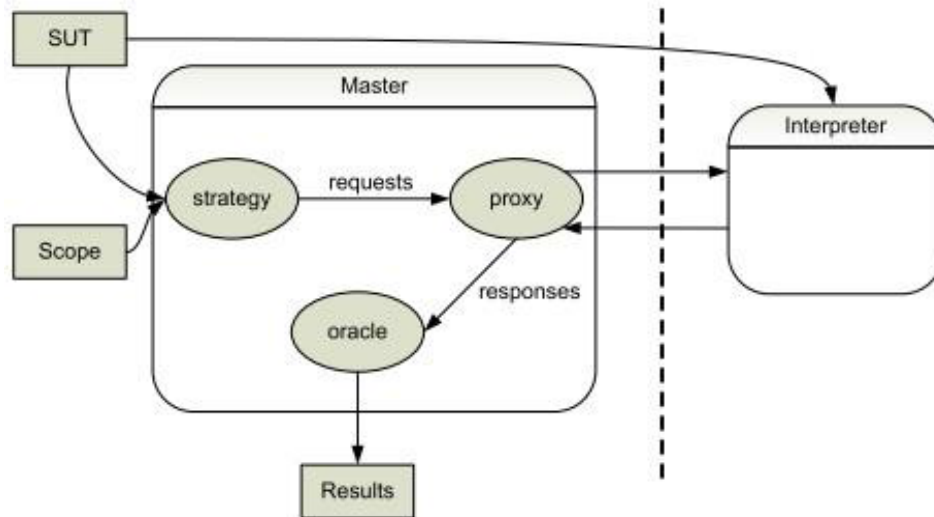 SUT
Master
Interpreter
strategy
requests
proxy
Scope
responses
oracle
Results